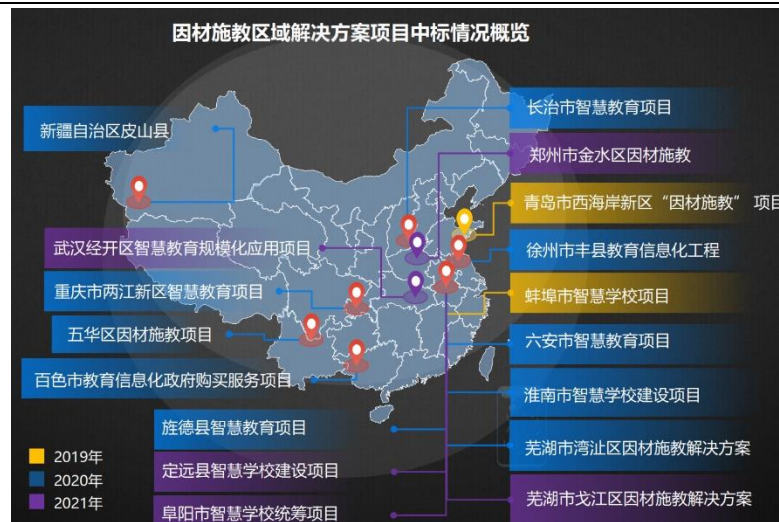 因材施教区域解决方案项目中标情况概览
新疆自治区皮山县
武汉经开区智慧教育规模化应用项目
重庆市两江新区智慧教育项目
五华区因材施教项目
百色市教育信息化政府购买服务项目
旌德县智慧教育项目
定远县智慧学校建设项目
阜阳市智慧学校统筹项目
长治市智慧教育项目
郑州市金水区因材施教
青岛市西海岸新区“因材施教” 项目
徐州市丰县教育信息化工程
蚌埠市智慧学校项目
六安市智慧教育项目
淮南市智慧学校建设项目
芜湖市湾沚区因材施教解决方案
芜湖市弋江区因材施教解决方案
2019年
2020年
2021年